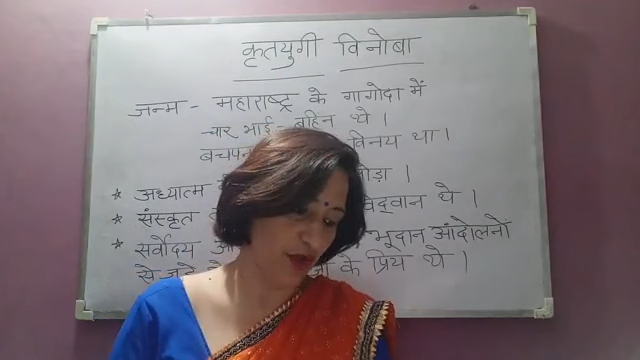 कृतयुगी विनोबा
जन्म - महाराष्ट्र के गागोदा में
चार भाई - बहिन थे ।
बचपन विनय था ।
* अध्यात्म जोड़ा ।
* संस्कृत विद्वान थे ।
* सर्वोदय भूदान आंदोलनों
से जुड़े के प्रिय थे ।